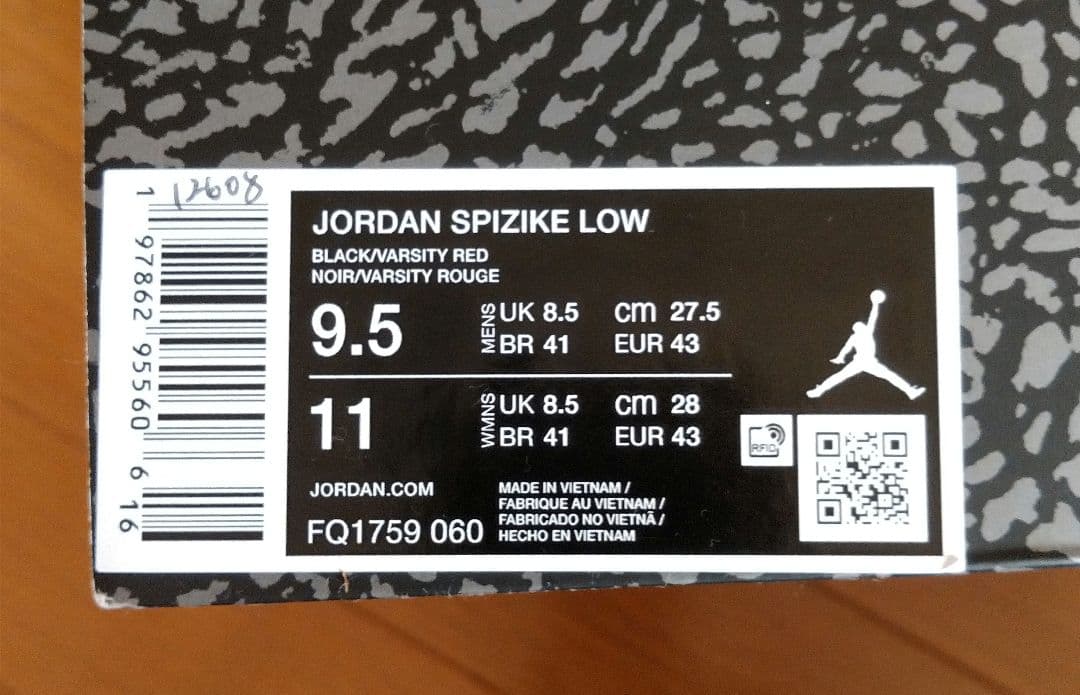 12608
1 97862 95560 6 16
JORDAN SPIZIKE LOW
BLACK/VARSITY RED
NOIR/VARSITY ROUGE
9.5 MENS UK 8.5 cm 27.5
BR 41 EUR 43
11 WMNS UK 8.5 cm 28
BR 41 EUR 43
RFID
JORDAN.COM
FQ1759 060
MADE IN VIETNAM /
FABRIQUE AU VIETNAM /
FABRICADO NO VIETNÃ /
HECHO EN VIETNAM